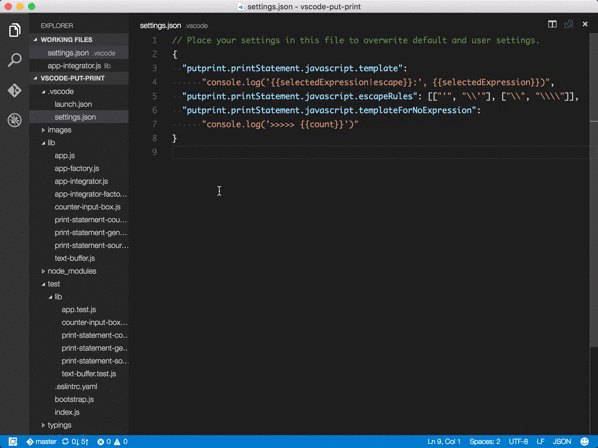 settings.json - vscode-put-print
EXPLORER
WORKING FILES
settings.json .vscode
app-integrator.js lib
VSCODE-PUT-PRINT
.vscode
launch.json
settings.json
images
lib
app.js
app-factory.js
app-integrator.js
app-integrator-facto...
counter-input-box.js
print-statement-cou...
print-statement-gen...
print-statement-sour...
text-buffer.js
node_modules
test
lib
app.test.js
counter-input-box...
print-statement-co...
print-statement-ge...
print-statement-so...
text-buffer.test.js
.eslintrc.yaml
bootstrap.js
index.js
typings
settings.json .vscode
1 // Place your settings in this file to overwrite default and user settings.
2 {
3 "putprint.printStatement.javascript.template":
4 "console.log('{{selectedExpression|escape}}:', {{selectedExpression}})",
5 "putprint.printStatement.javascript.escapeRules": [["'", "\\'"], ["\\", "\\\\"]],
6 "putprint.printStatement.javascript.templateForNoExpression":
7 "console.log('>>>>> {{count}}')"
8 }
9
master 0↓ 5↑ 0 0 Ln 9, Col 1 Spaces: 2 UTF-8 LF JSON